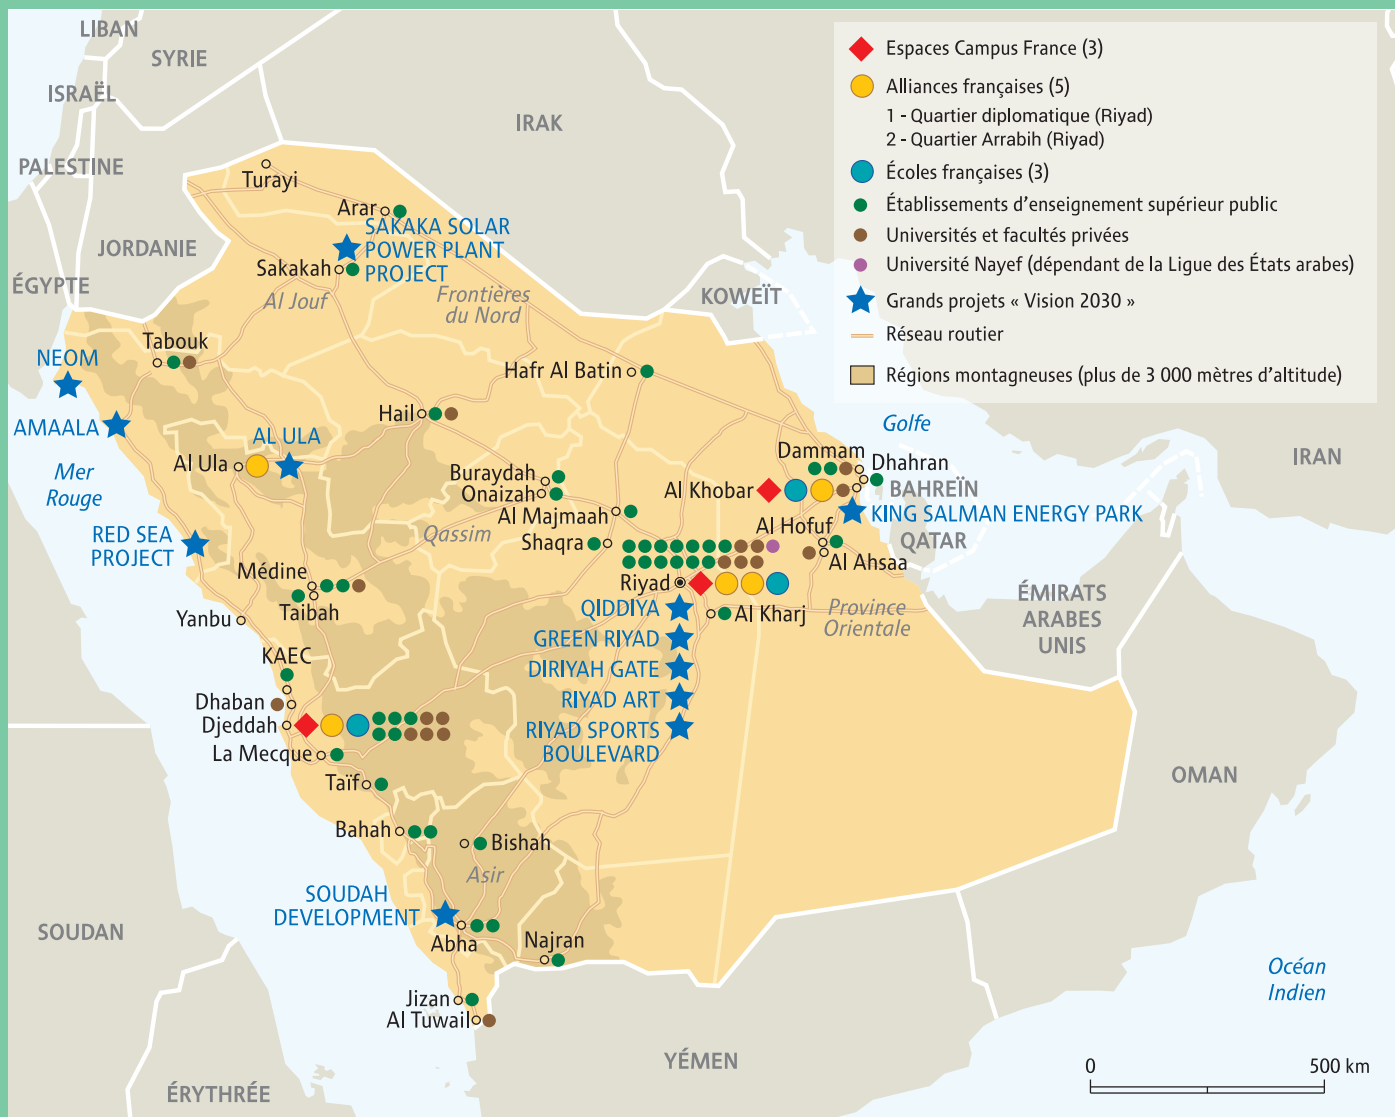 LIBAN
SYRIE
ISRAËL
IRAK
PALESTINE
JORDANIE
ÉGYPTE
KOWEÏT
Espaces Campus France (3)
Alliances françaises (5)
1 - Quartier diplomatique (Riyad)
2 - Quartier Arrabih (Riyad)
Écoles françaises (3)
Établissements d'enseignement supérieur public
Universités et facultés privées
Université Nayef (dépendant de la Ligue des États arabes)
Grands projets « Vision 2030 »
Réseau routier
Régions montagneuses (plus de 3 000 mètres d'altitude)
Turayi
Arar
SAKAKA SOLAR
POWER PLANT
PROJECT
Sakakah
Al Jouf
Frontières
du Nord
Tabouk
NEOM
Hafr Al Batin
AMAALA
Hail
Golfe
AL ULA
Al Ula
Mer
Rouge
Dammam
Dhahran
IRAN
Buraydah
Onaizah
Al Khobar
BAHREÏN
Al Majmaah
KING SALMAN ENERGY PARK
Qassim
Shaqra
Al Hofuf
QATAR
RED SEA
PROJECT
Al Ahsaa
Médine
Taibah
Riyad
Yanbu
QIDDIYA
Al Kharj
Province
Orientale
ÉMIRATS
ARABES
UNIS
GREEN RIYAD
KAEC
DIRIYAH GATE
Dhaban
RIYAD ART
Djeddah
RIYAD SPORTS
BOULEVARD
La Mecque
Taïf
OMAN
Bahah
Bishah
Asir
SOUDAH
DEVELOPMENT
Abha
SOUDAN
Najran
Océan
Indien
Jizan
Al Tuwail
YÉMEN
ÉRYTHRÉE
0
500 km